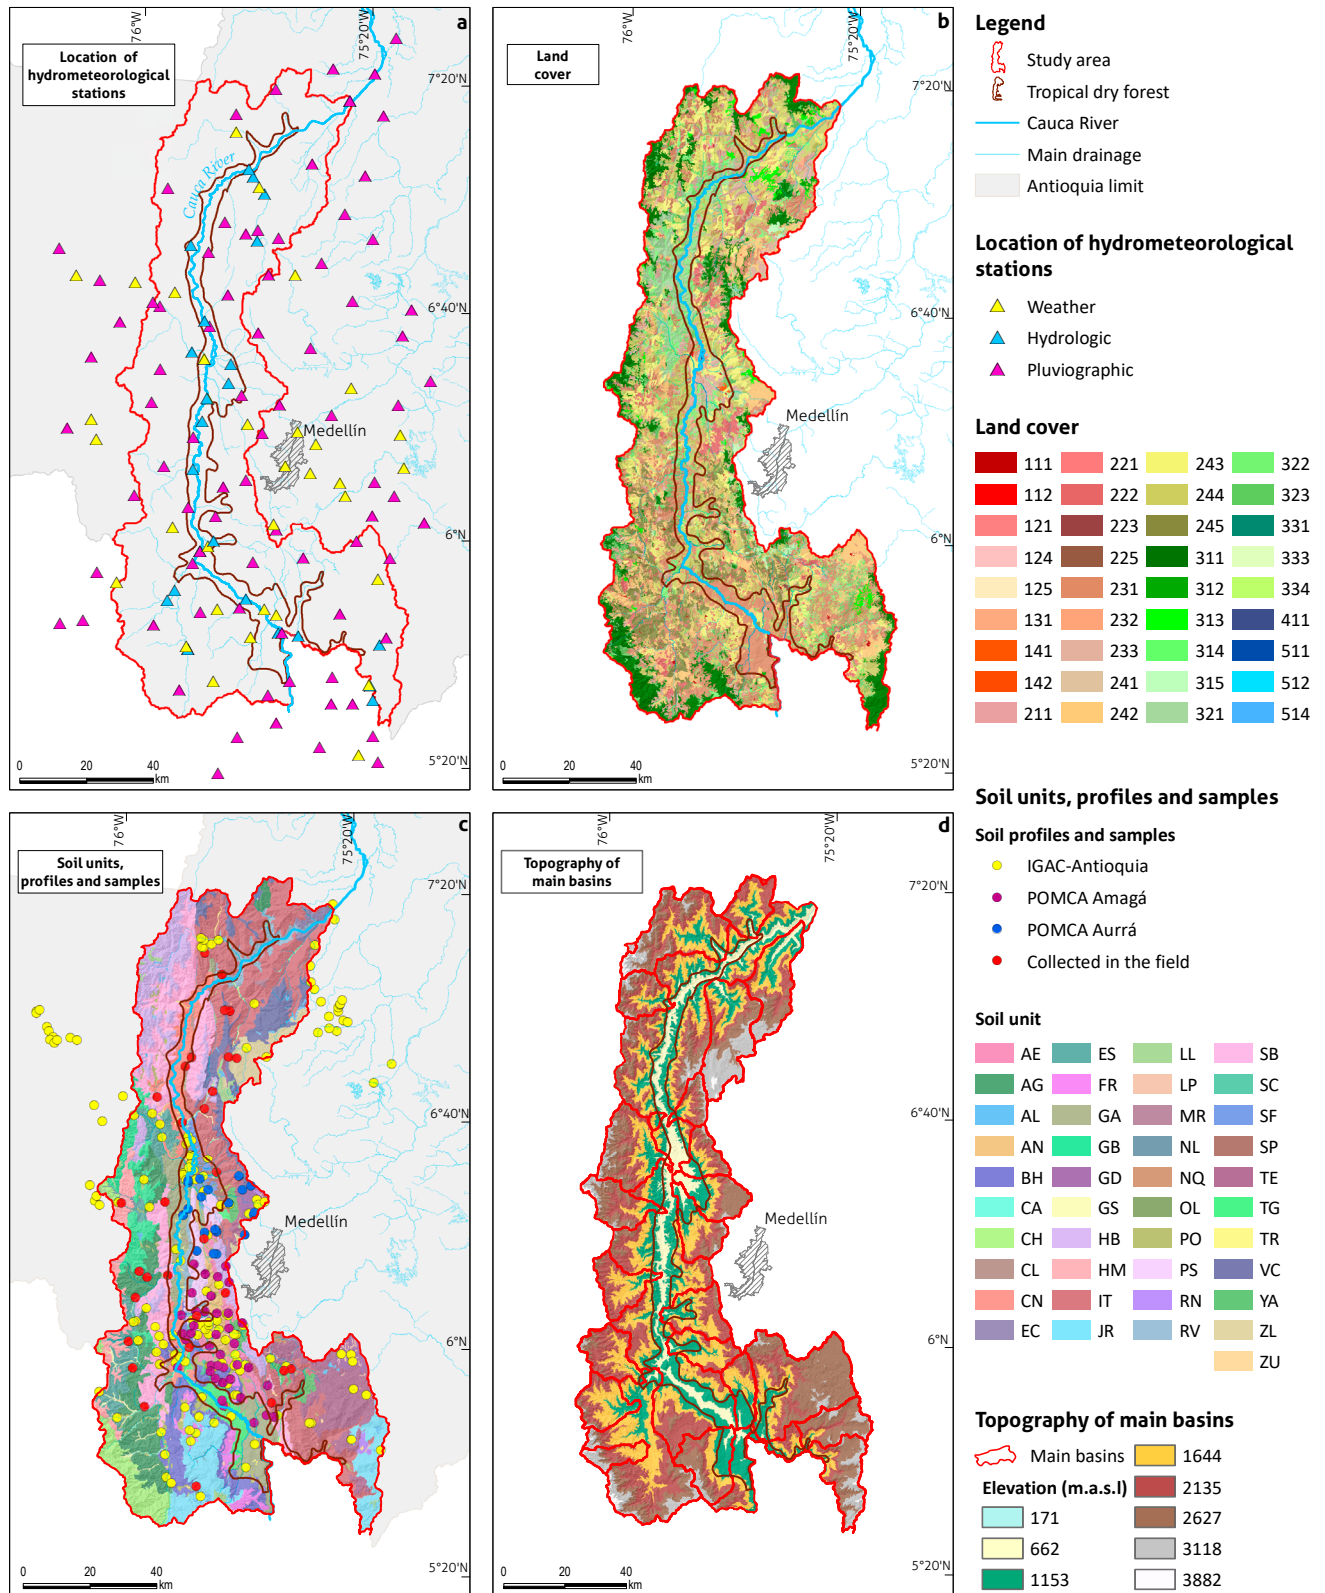 a
76°W
75°20'W
Location of
hydrometeorological
stations
7°20'N
Cauca River
6°40'N
Medellín
6°N
5°20'N
0 20 40
km
b
76°W
75°20'W
Land
cover
7°20'N
6°40'N
Medellín
6°N
5°20'N
0 20 40
km
c
76°W
75°20'W
Soil units,
profiles and samples
7°20'N
6°40'N
Medellín
6°N
5°20'N
0 20 40
km
d
76°W
75°20'W
Topography of
main basins
7°20'N
6°40'N
Medellín
6°N
5°20'N
0 20 40
km
Legend
Study area
Tropical dry forest
Cauca River
Main drainage
Antioquia limit
Location of hydrometeorological
stations
Weather
Hydrologic
Pluviographic
Land cover
111 221 243 322
112 222 244 323
121 223 245 331
124 225 311 333
125 231 312 334
131 232 313 411
141 233 314 511
142 241 315 512
211 242 321 514
Soil units, profiles and samples
Soil profiles and samples
IGAC-Antioquia
POMCA Amagá
POMCA Aurrá
Collected in the field
Soil unit
AE ES LL SB
AG FR LP SC
AL GA MR SF
AN GB NL SP
BH GD NQ TE
CA GS OL TG
CH HB PO TR
CL HM PS VC
CN IT RN YA
EC JR RV ZL
ZU
Topography of main basins
Main basins 1644
Elevation (m.a.s.l) 2135
171 2627
662 3118
1153 3882